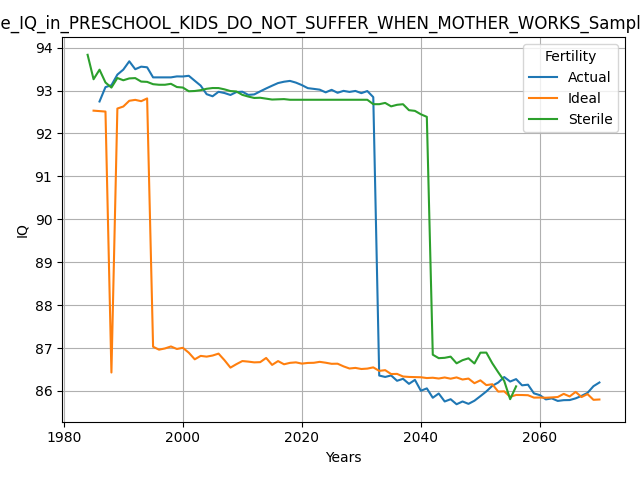 e_IQ_in_PRESCHOOL_KIDS_DO_NOT_SUFFER_WHEN_MOTHER_WORKS_Sampl
94
93
92
91
90
89
88
87
86
IQ
1980
2000
2020
2040
2060
Years
Fertility
Actual
Ideal
Sterile